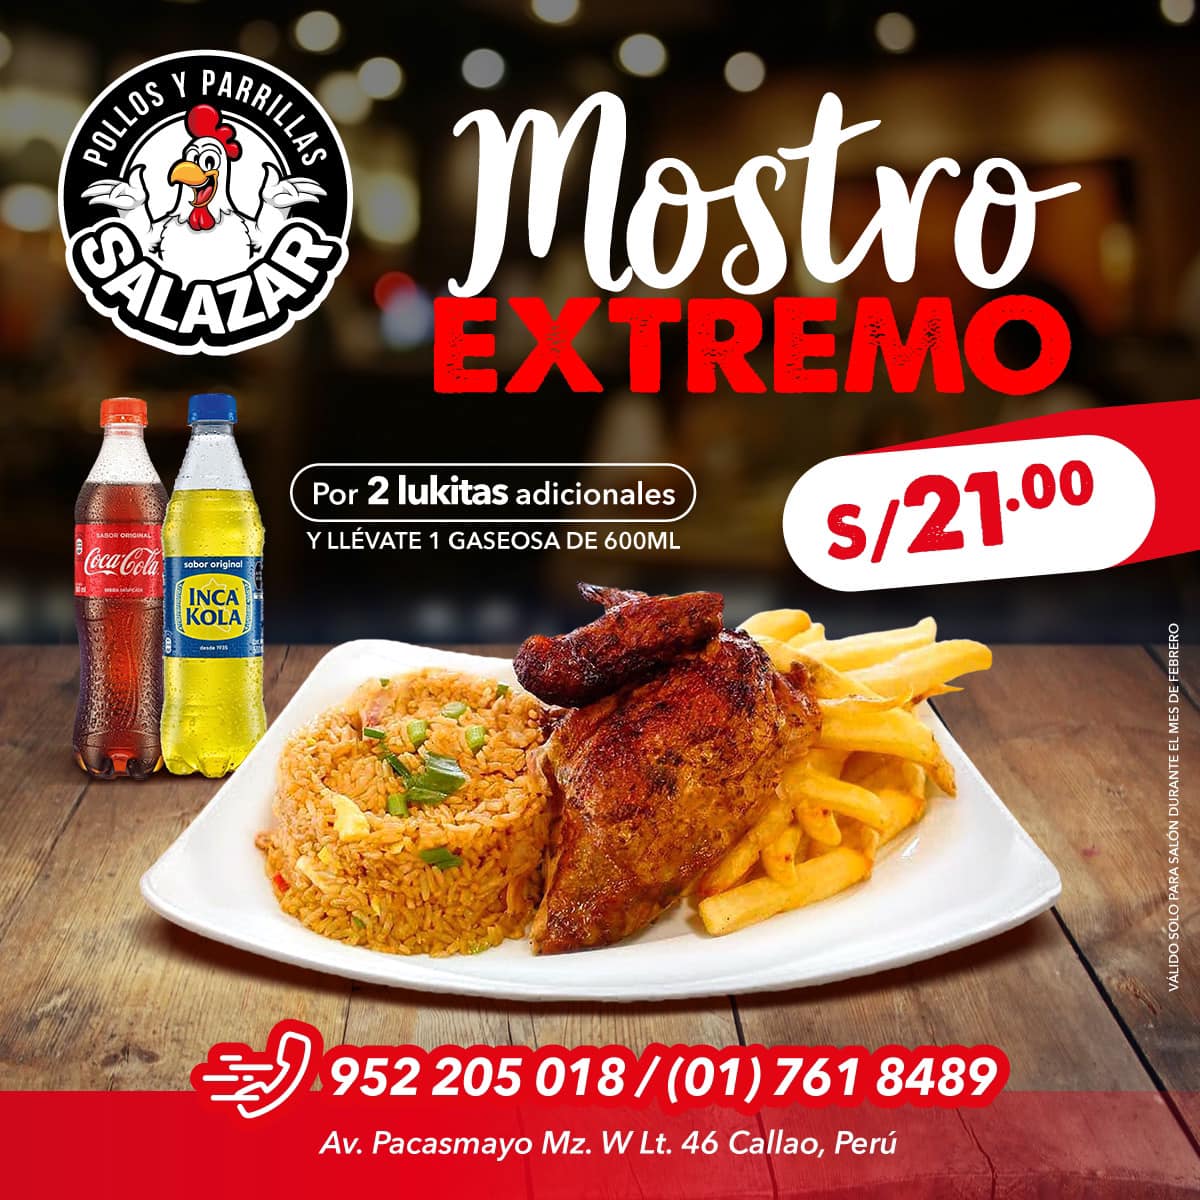 POLLOS Y PARRILLAS
SALAZAR
Mostro
EXTREMO
S/21.00
Por 2 lukitas adicionales
Y LLÉVATE 1 GASEOSA DE 600ML
SABOR ORIGINAL
Coca-Cola
sabor original
INCA
KOLA
desde 1935
VÁLIDO SOLO PARA SALÓN DURANTE EL MES DE FEBRERO
952 205 018 / (01) 761 8489
Av. Pacasmayo Mz. W Lt. 46 Callao, Perú